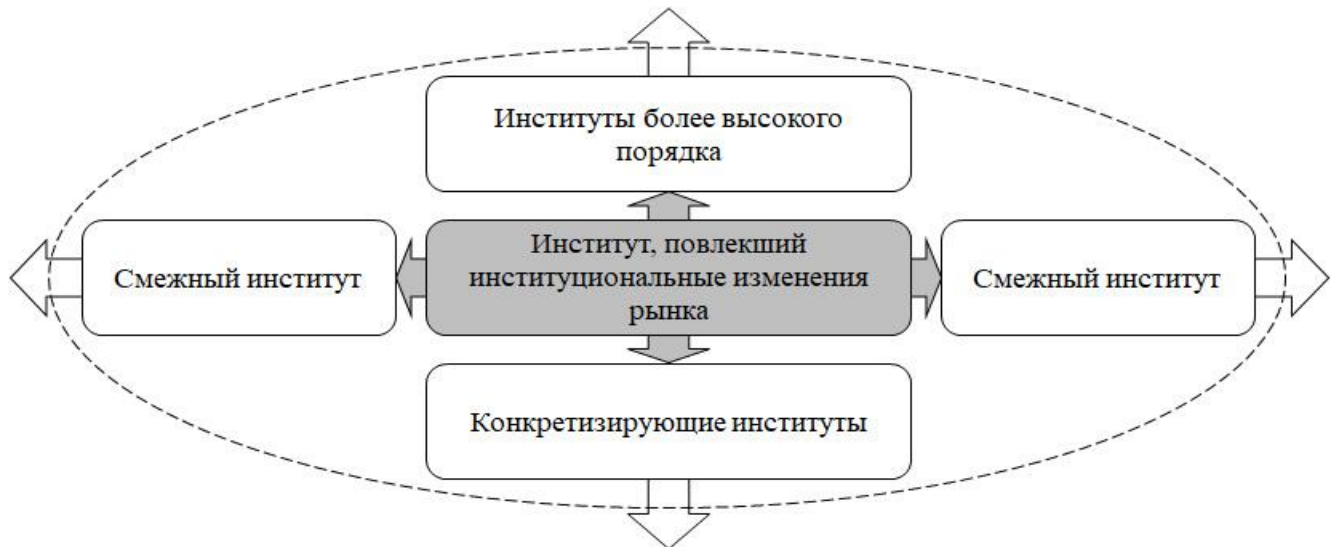 Институты более высокого
порядка
Смежный институт
Институт, повлекший
институциональные изменения
рынка
Смежный институт
Конкретизирующие институты